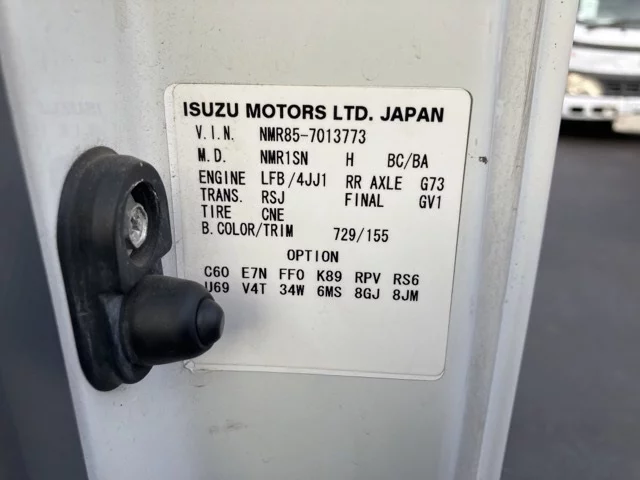 ISUZU MOTORS LTD. JAPAN
V.I.N. NMR85-7013773
M.D. NMR1SN H BC/BA
ENGINE LFB/4JJ1 RR AXLE G73
TRANS. RSJ FINAL GV1
TIRE CNE
B.COLOR/TRIM 729/155
OPTION
C60 E7N FFO K89 RPV RS6
U69 V4T 34W 6MS 8GJ 8JM